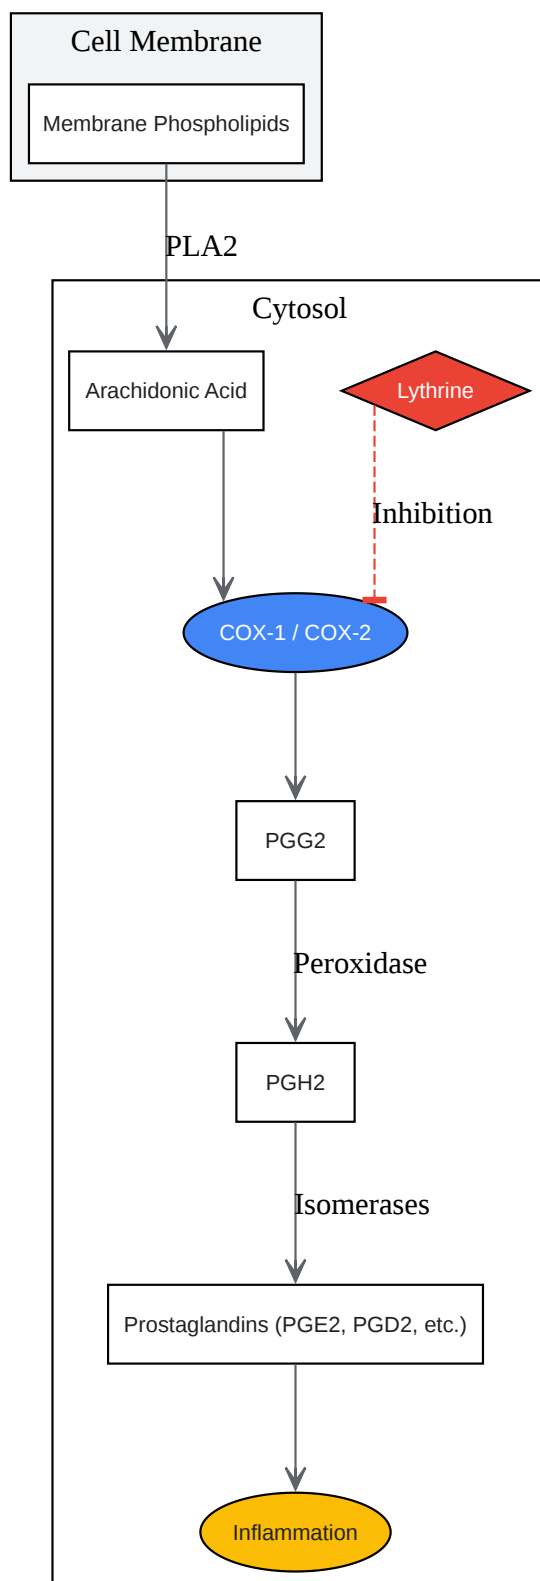 Cell Membrane
Membrane Phospholipids
PLA2
Cytosol
Arachidonic Acid
Lythrine
Inhibition
COX-1 / COX-2
PGG2
Peroxidase
PGH2
Isomerases
Prostaglandins (PGE2, PGD2, etc.)
Inflammation